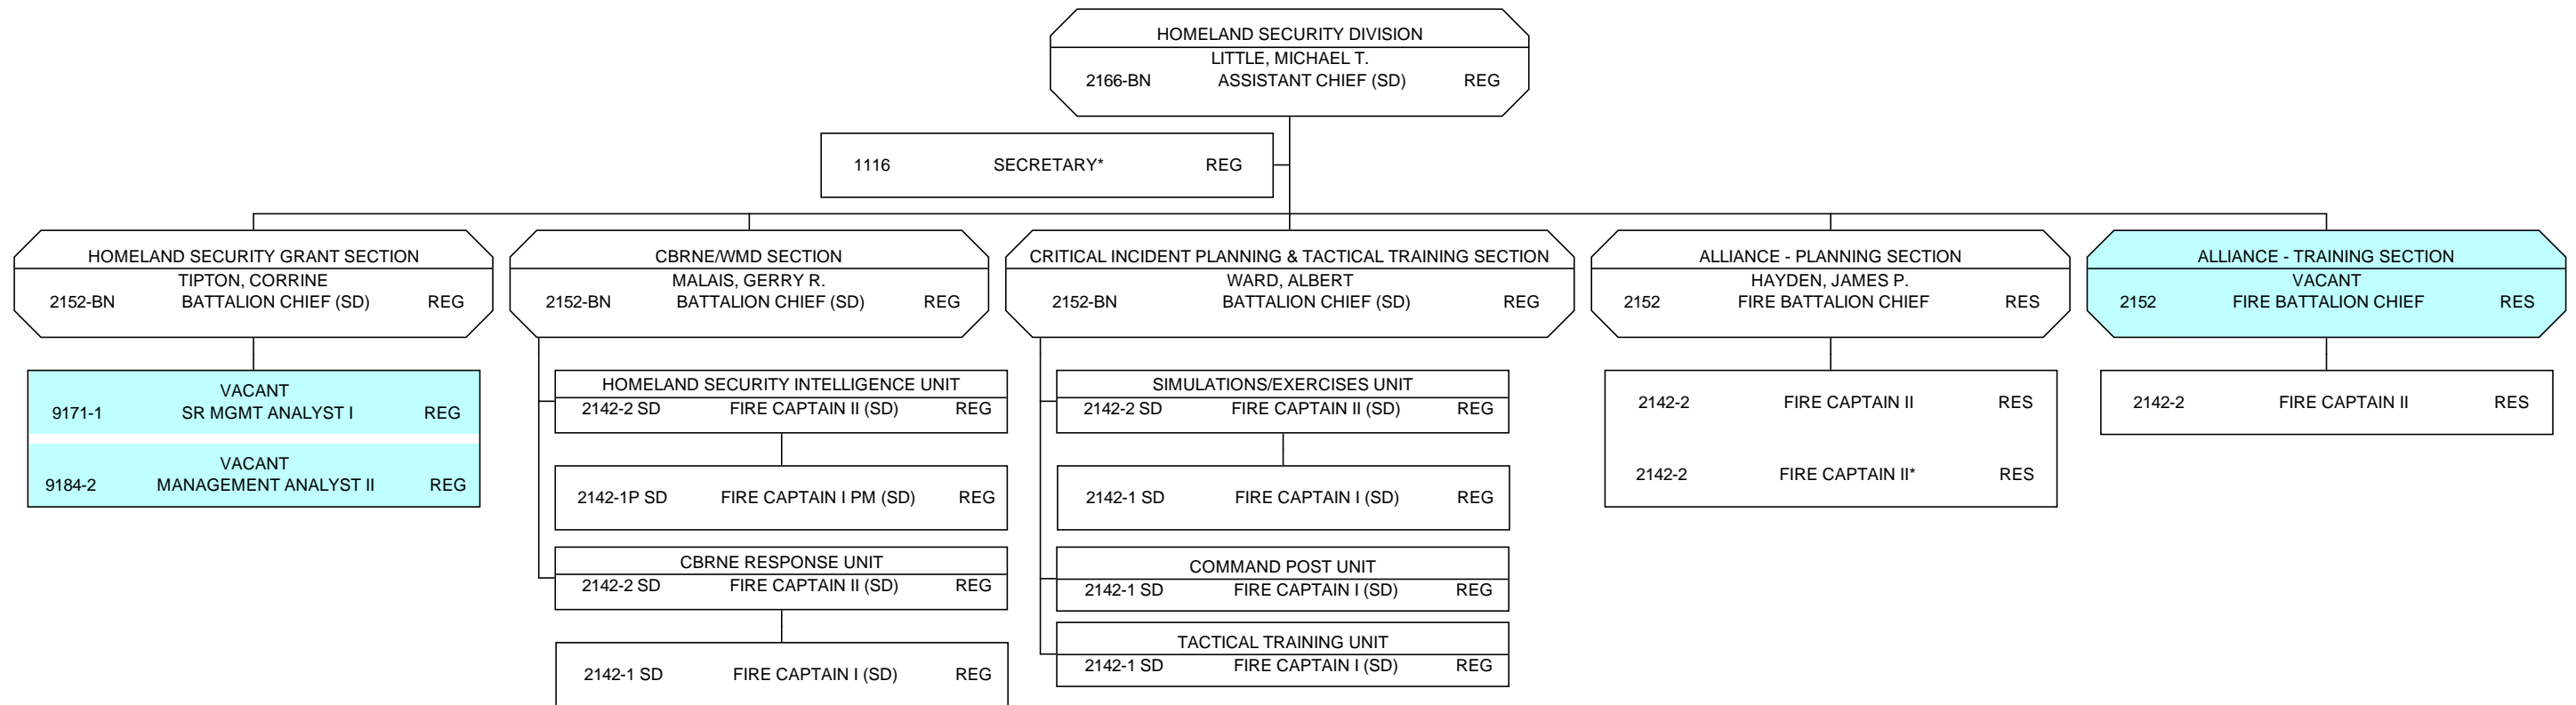 HOMELAND SECURITY DIVISION
LITTLE, MICHAEL T.
2166-BN ASSISTANT CHIEF (SD) REG
1116 SECRETARY* REG
HOMELAND SECURITY GRANT SECTION
TIPTON, CORRINE
2152-BN BATTALION CHIEF (SD) REG
VACANT
9171-1 SR MGMT ANALYST I REG
VACANT
9184-2 MANAGEMENT ANALYST II REG
CBRNE/WMD SECTION
MALAIS, GERRY R.
2152-BN BATTALION CHIEF (SD) REG
HOMELAND SECURITY INTELLIGENCE UNIT
2142-2 SD FIRE CAPTAIN II (SD) REG
2142-1P SD FIRE CAPTAIN I PM (SD) REG
CBRNE RESPONSE UNIT
2142-2 SD FIRE CAPTAIN II (SD) REG
2142-1 SD FIRE CAPTAIN I (SD) REG
CRITICAL INCIDENT PLANNING & TACTICAL TRAINING SECTION
WARD, ALBERT
2152-BN BATTALION CHIEF (SD) REG
SIMULATIONS/EXERCISES UNIT
2142-2 SD FIRE CAPTAIN II (SD) REG
2142-1 SD FIRE CAPTAIN I (SD) REG
COMMAND POST UNIT
2142-1 SD FIRE CAPTAIN I (SD) REG
TACTICAL TRAINING UNIT
2142-1 SD FIRE CAPTAIN I (SD) REG
ALLIANCE - PLANNING SECTION
HAYDEN, JAMES P.
2152 FIRE BATTALION CHIEF RES
2142-2 FIRE CAPTAIN II RES
2142-2 FIRE CAPTAIN II* RES
ALLIANCE - TRAINING SECTION
VACANT
2152 FIRE BATTALION CHIEF RES
2142-2 FIRE CAPTAIN II RES